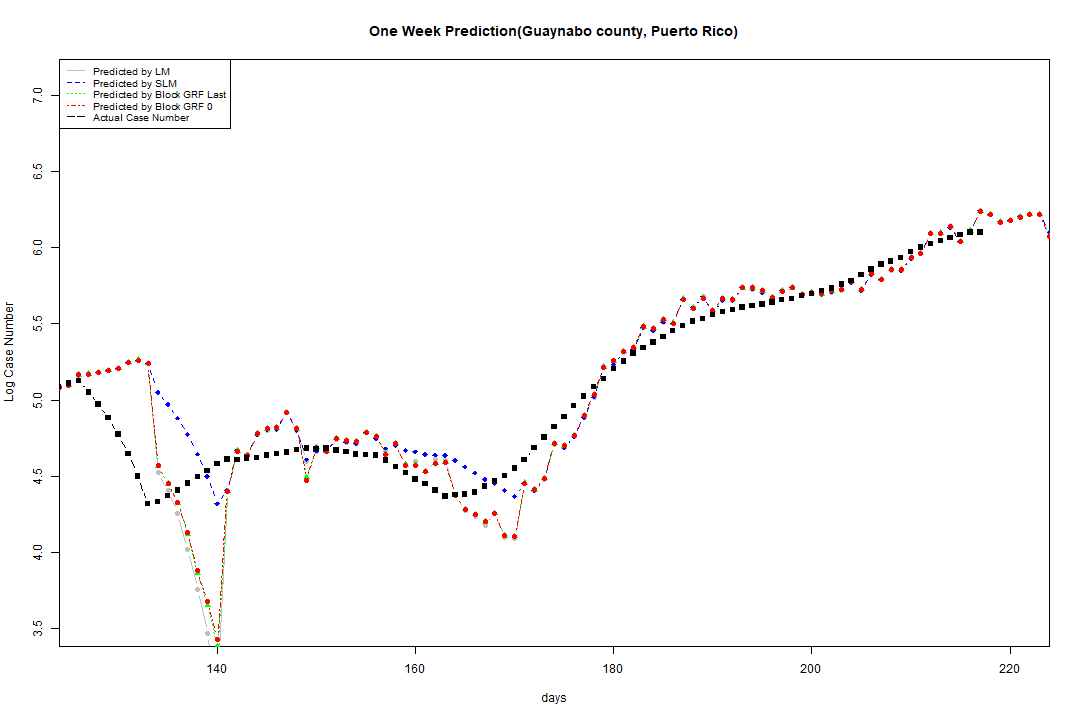 One Week Prediction(Guaynabo county, Puerto Rico)
Predicted by LM
Predicted by SLM
Predicted by Block GRF Last
Predicted by Block GRF 0
Actual Case Number
7.0
6.5
6.0
5.5
5.0
4.5
4.0
3.5
Log Case Number
140 160 180 200 220
days